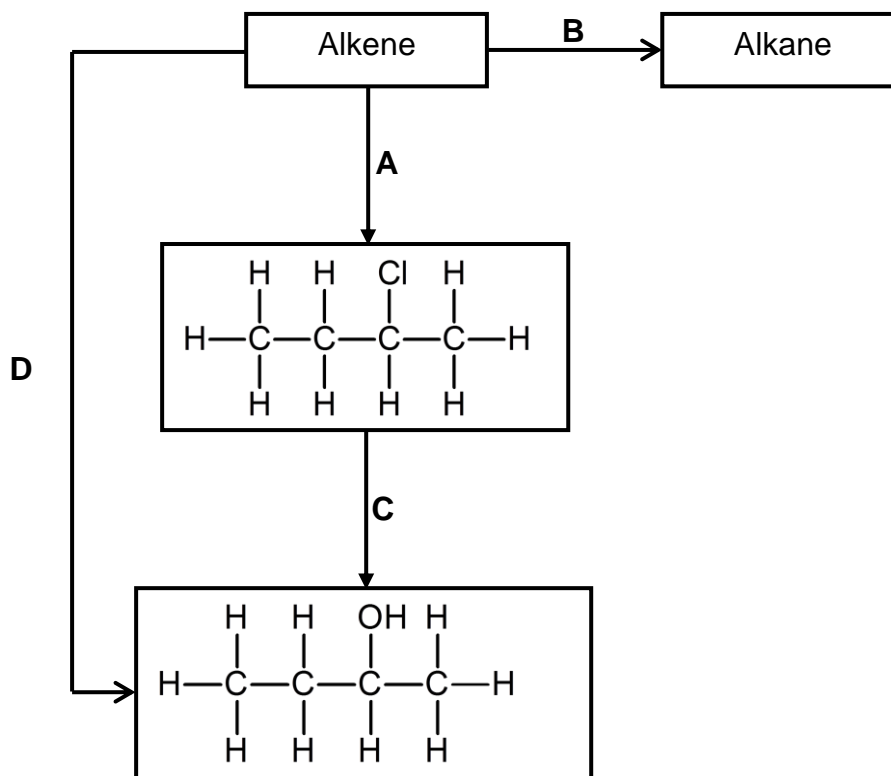 Alkene
B
Alkane
A
H H Cl H
H C C C C H
H H H H
D
C
H H OH H
H C C C C H
H H H H